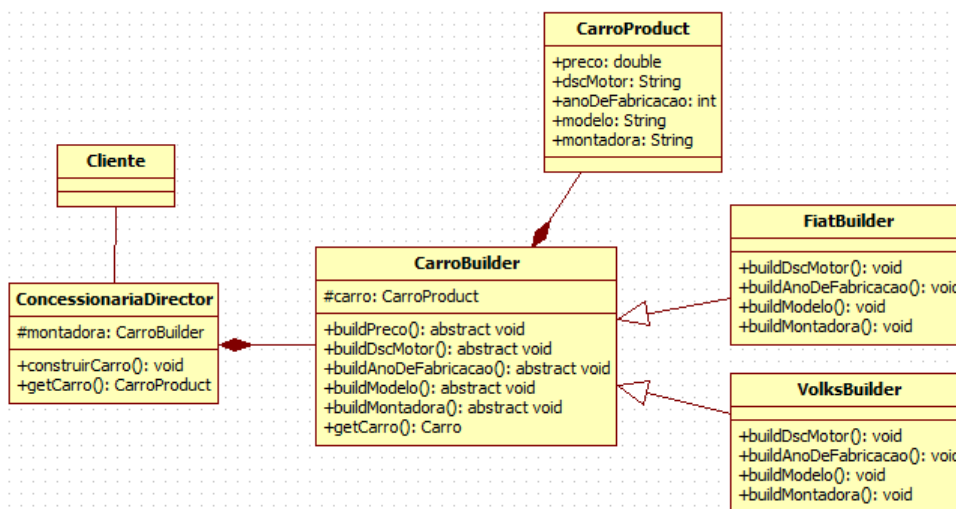 CarroProduct
+preco: double
+dscMotor: String
+anoDeFabricacao: int
+modelo: String
+montadora: String
Cliente
ConcessionariaDirector
#montadora: CarroBuilder
+construirCarro(): void
+getCarro(): CarroProduct
CarroBuilder
#carro: CarroProduct
+buildPreco(): abstract void
+buildDscMotor(): abstract void
+buildAnoDeFabricacao(): abstract void
+buildModelo(): abstract void
+buildMontadora(): abstract void
+getCarro(): Carro
FiatBuilder
+buildDscMotor(): void
+buildAnoDeFabricacao(): void
+buildModelo(): void
+buildMontadora(): void
VolksBuilder
+buildDscMotor(): void
+buildAnoDeFabricacao(): void
+buildModelo(): void
+buildMontadora(): void